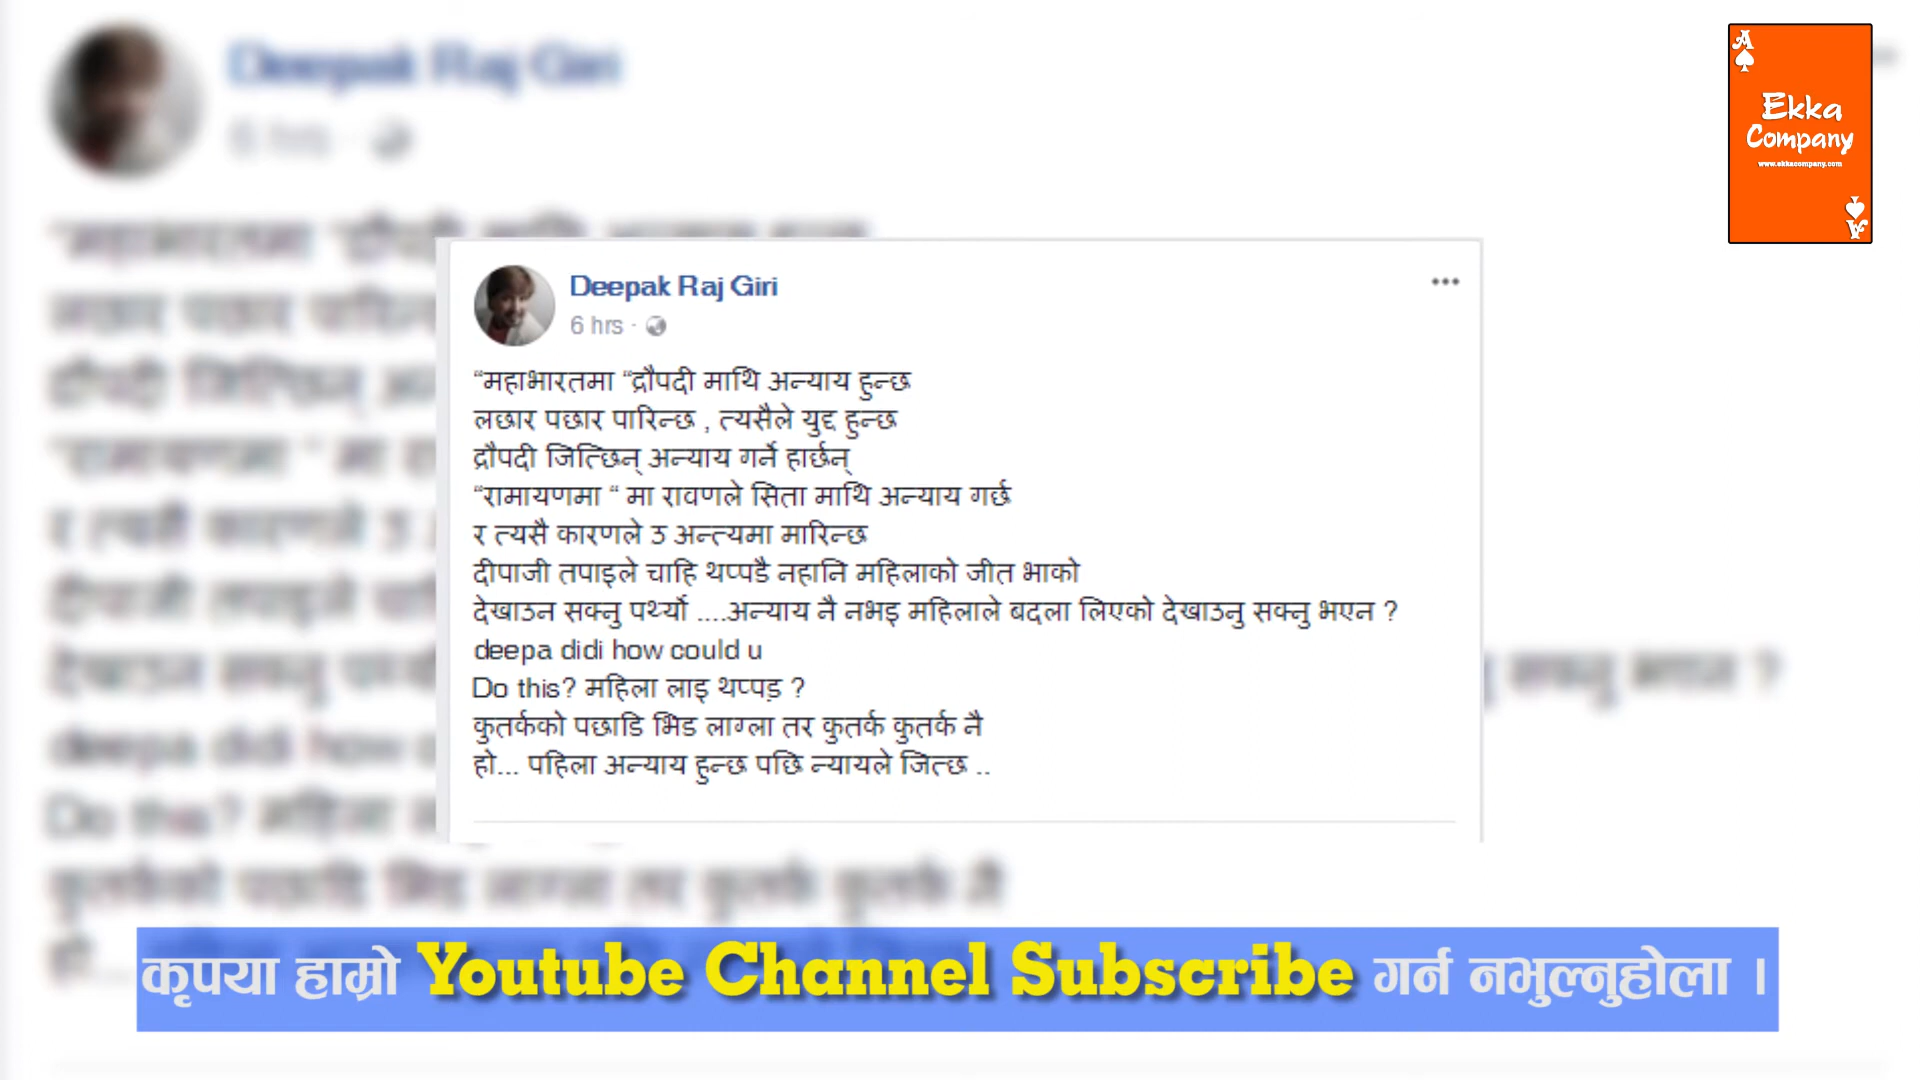 Deepak Raj Giri
6 hrs ·
“महाभारतमा “द्रौपदी माथि अन्याय हुन्छ
लछार पछार पारिन्छ , त्यसैले युद्द हुन्छ
द्रौपदी जित्छिन् अन्याय गर्ने हार्छन्
“रामायणमा “ मा रावणले सिता माथि अन्याय गर्छ
र त्यसै कारणले उ अन्त्यमा मारिन्छ
दीपाजी तपाइले चाहि थप्पडै नहानि महिलाको जीत भाको
देखाउन सक्नु पर्थ्यो ....अन्याय नै नभइ महिलाले बदला लिएको देखाउनु सक्नु भएन ?
deepa didi how could u
Do this? महिला लाइ थप्पड़ ?
कुतर्कको पछाडि भिड लाग्ला तर कुतर्क कुतर्क नै
हो... पहिला अन्याय हुन्छ पछि न्यायले जित्छ ..
A
Ekka
Company
www.ekkacompany.com
A
कृपया हाम्रो Youtube Channel Subscribe गर्न नभुल्नुहोला ।